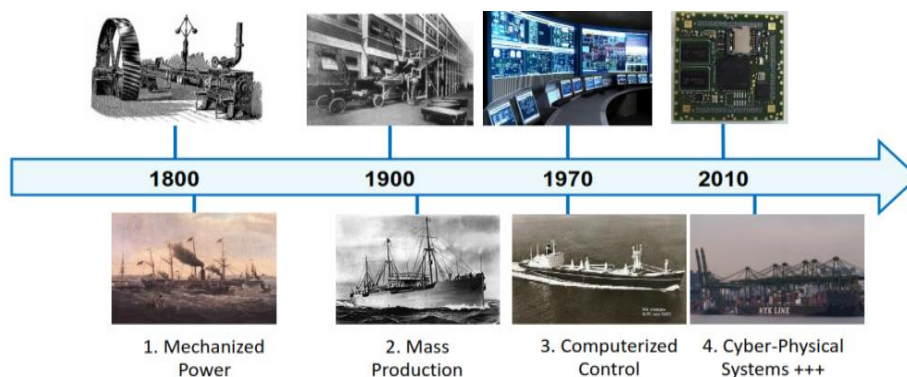 1800 1900 1970 2010
NYK LINE
1. Mechanized
Power
2. Mass
Production
3. Computerized
Control
4. Cyber-Physical
Systems +++